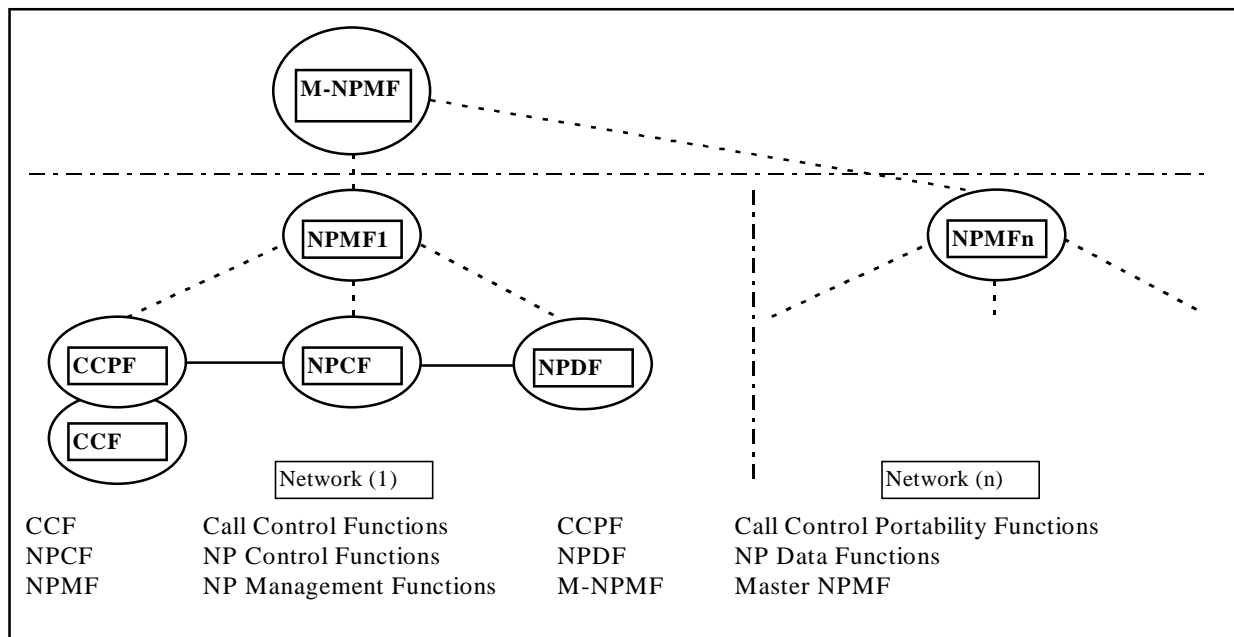 M-NPMF
NPMF1
NPMFn
CCPF
NPCF
NPDF
CCF
Network (1)
Network (n)
CCF Call Control Functions CCPF Call Control Portability Functions
NPCF NP Control Functions NPDF NP Data Functions
NPMF NP Management Functions M-NPMF Master NPMF